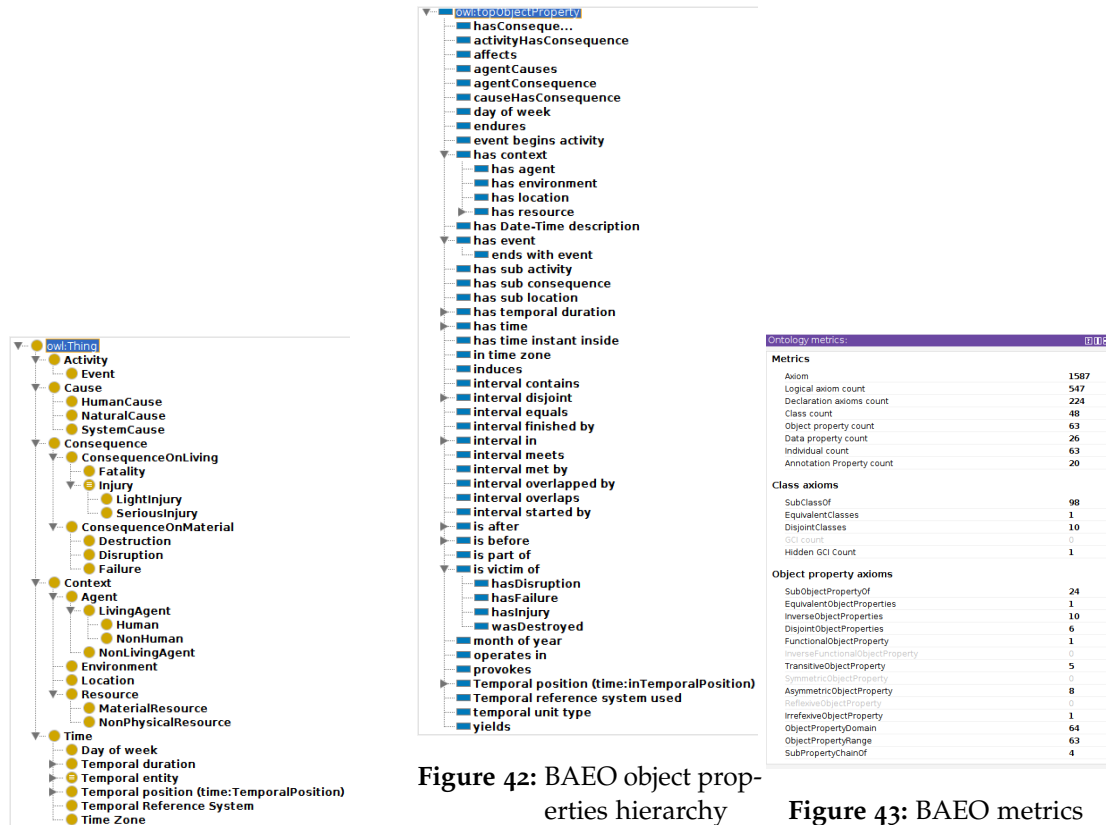 owl:Thing
Activity
Event
Cause
HumanCause
NaturalCause
SystemCause
Consequence
ConsequenceOnLiving
Fatality
Injury
LightInjury
SeriousInjury
ConsequenceOnMaterial
Destruction
Disruption
Failure
Context
Agent
LivingAgent
Human
NonHuman
NonLivingAgent
Environment
Location
Resource
MaterialResource
NonPhysicalResource
Time
Day of week
Temporal duration
Temporal entity
Temporal position (time:TemporalPosition)
Temporal Reference System
Time Zone
owl:topObjectProperty
hasConseque...
activityHasConsequence
affects
agentCauses
agentConsequence
causeHasConsequence
day of week
endures
event begins activity
has context
has agent
has environment
has location
has resource
has Date-Time description
has event
ends with event
has sub activity
has sub consequence
has sub location
has temporal duration
has time
has time instant inside
in time zone
induces
interval contains
interval disjoint
interval equals
interval finished by
interval in
interval meets
interval met by
interval overlapped by
interval overlaps
interval started by
is after
is before
is part of
is victim of
hasDisruption
hasFailure
hasInjury
wasDestroyed
month of year
operates in
provokes
Temporal position (time:inTemporalPosition)
Temporal reference system used
temporal unit type
yields
Figure 42: BAEO object prop-
erties hierarchy
Ontology metrics:
Metrics
Axiom 1587
Logical axiom count 547
Declaration axioms count 224
Class count 48
Object property count 63
Data property count 26
Individual count 63
Annotation Property count 20
Class axioms
SubClassOf 98
EquivalentClasses 1
DisjointClasses 10
GCI count 0
Hidden GCI Count 1
Object property axioms
SubObjectPropertyOf 24
EquivalentObjectProperties 1
InverseObjectProperties 10
DisjointObjectProperties 6
FunctionalObjectProperty 1
InverseFunctionalObjectProperty 0
TransitiveObjectProperty 5
SymmetricObjectProperty 0
AsymmetricObjectProperty 8
ReflexiveObjectProperty 0
IrrefexiveObjectProperty 1
ObjectPropertyDomain 64
ObjectPropertyRange 63
SubPropertyChainOf 4
Figure 43: BAEO metrics